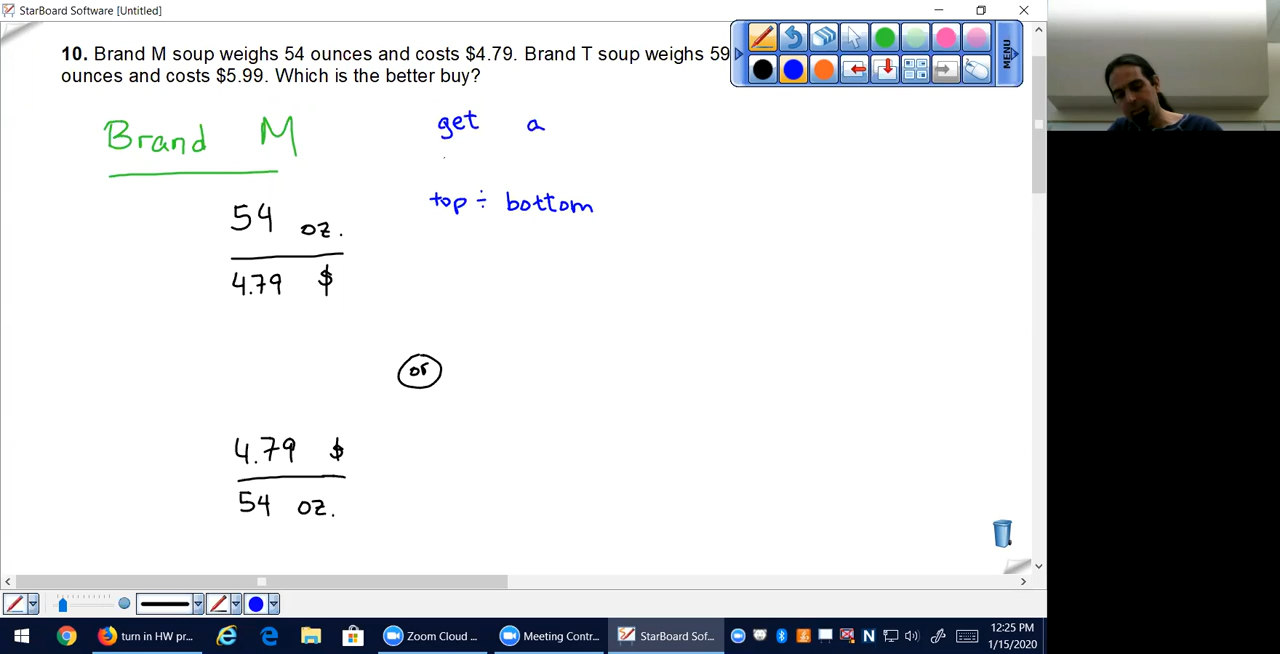 StarBoard Software [Untitled]
10. Brand M soup weighs 54 ounces and costs $4.79. Brand T soup weighs 59
ounces and costs $5.99. Which is the better buy?
MENU
Brand M
get a
54 oz.
4.79 $
top ÷ bottom
or
4.79 $
54 oz.
turn in HW pr...
Zoom Cloud ...
Meeting Contr...
StarBoard Sof...
12:25 PM
1/15/2020